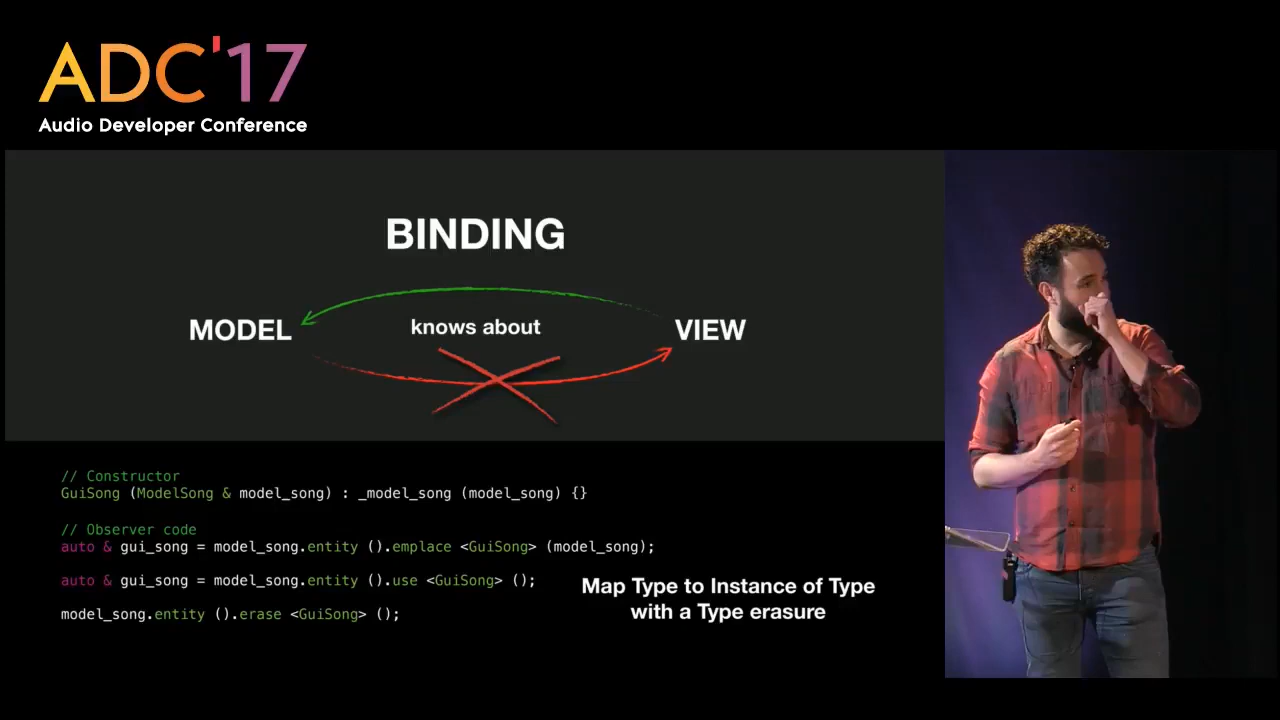 ADC'17
Audio Developer Conference
BINDING
MODEL
knows about
VIEW
// Constructor
GuiSong (ModelSong & model_song) : _model_song (model_song) {}
// Observer code
auto & gui_song = model_song.entity ().emplace <GuiSong> (model_song);
auto & gui_song = model_song.entity ().use <GuiSong> ();
model_song.entity ().erase <GuiSong> ();
Map Type to Instance of Type
with a Type erasure